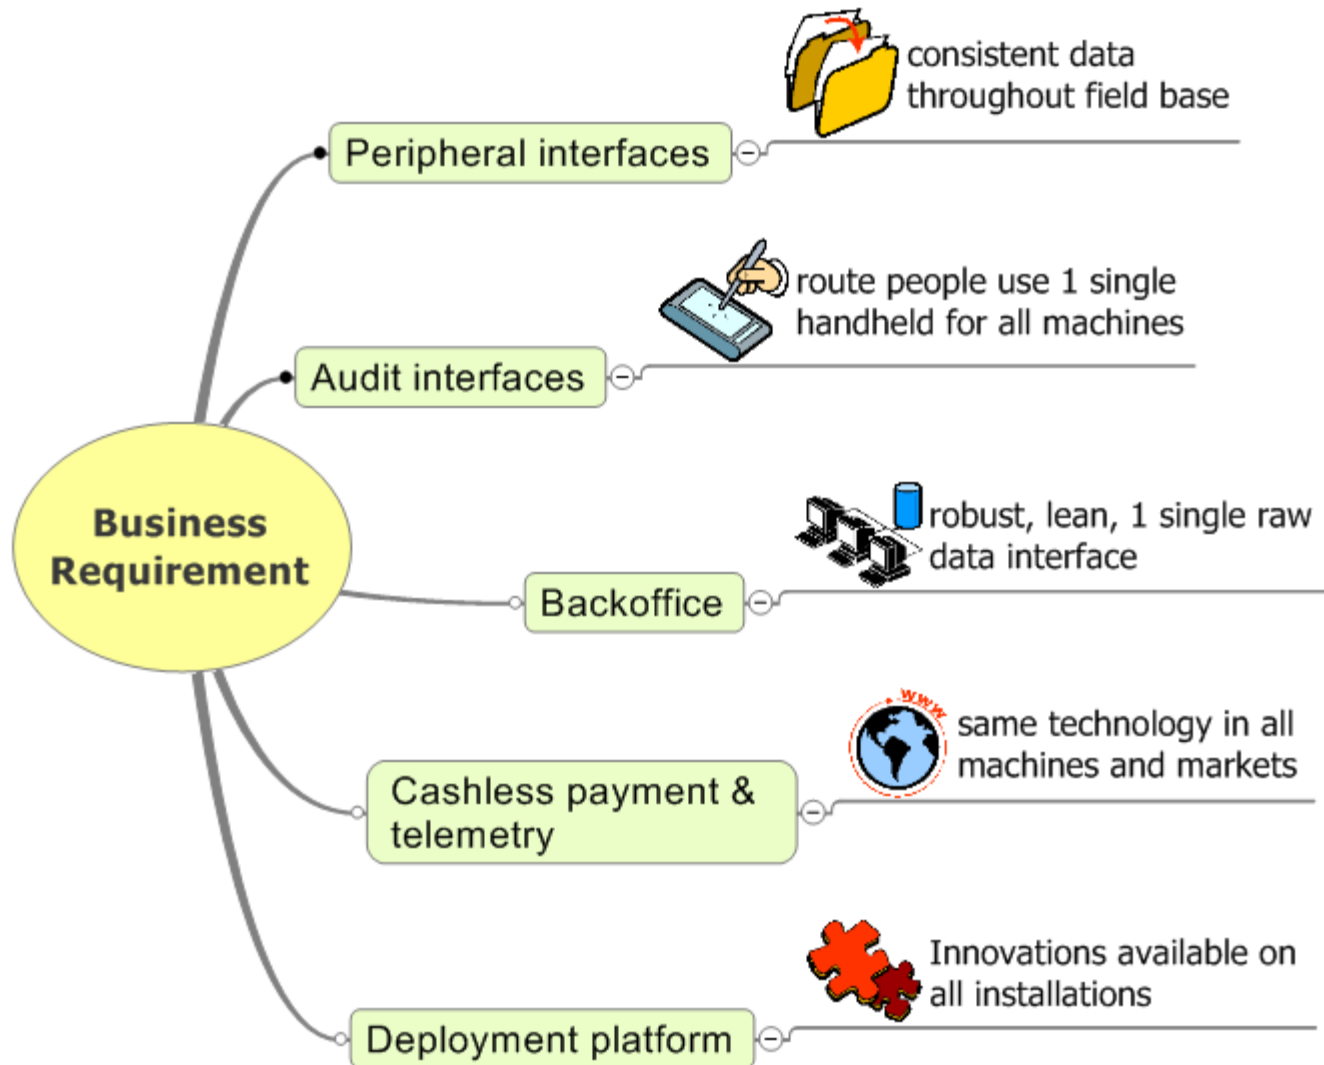 consistent data
throughout field base
Peripheral interfaces
route people use 1 single
handheld for all machines
Audit interfaces
Business
Requirement
robust, lean, 1 single raw
data interface
Backoffice
www
same technology in all
machines and markets
Cashless payment &
telemetry
Innovations available on
all installations
Deployment platform